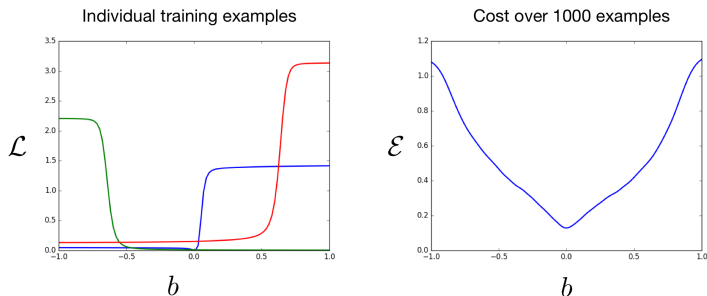 Individual training examples
3.5
3.0
2.5
2.0
1.5
1.0
0.5
0.0
ℒ
−1.0 −0.5 0.0 0.5 1.0
b
Cost over 1000 examples
1.2
1.0
0.8
0.6
0.4
0.2
0.0
ℰ
−1.0 −0.5 0.0 0.5 1.0
b